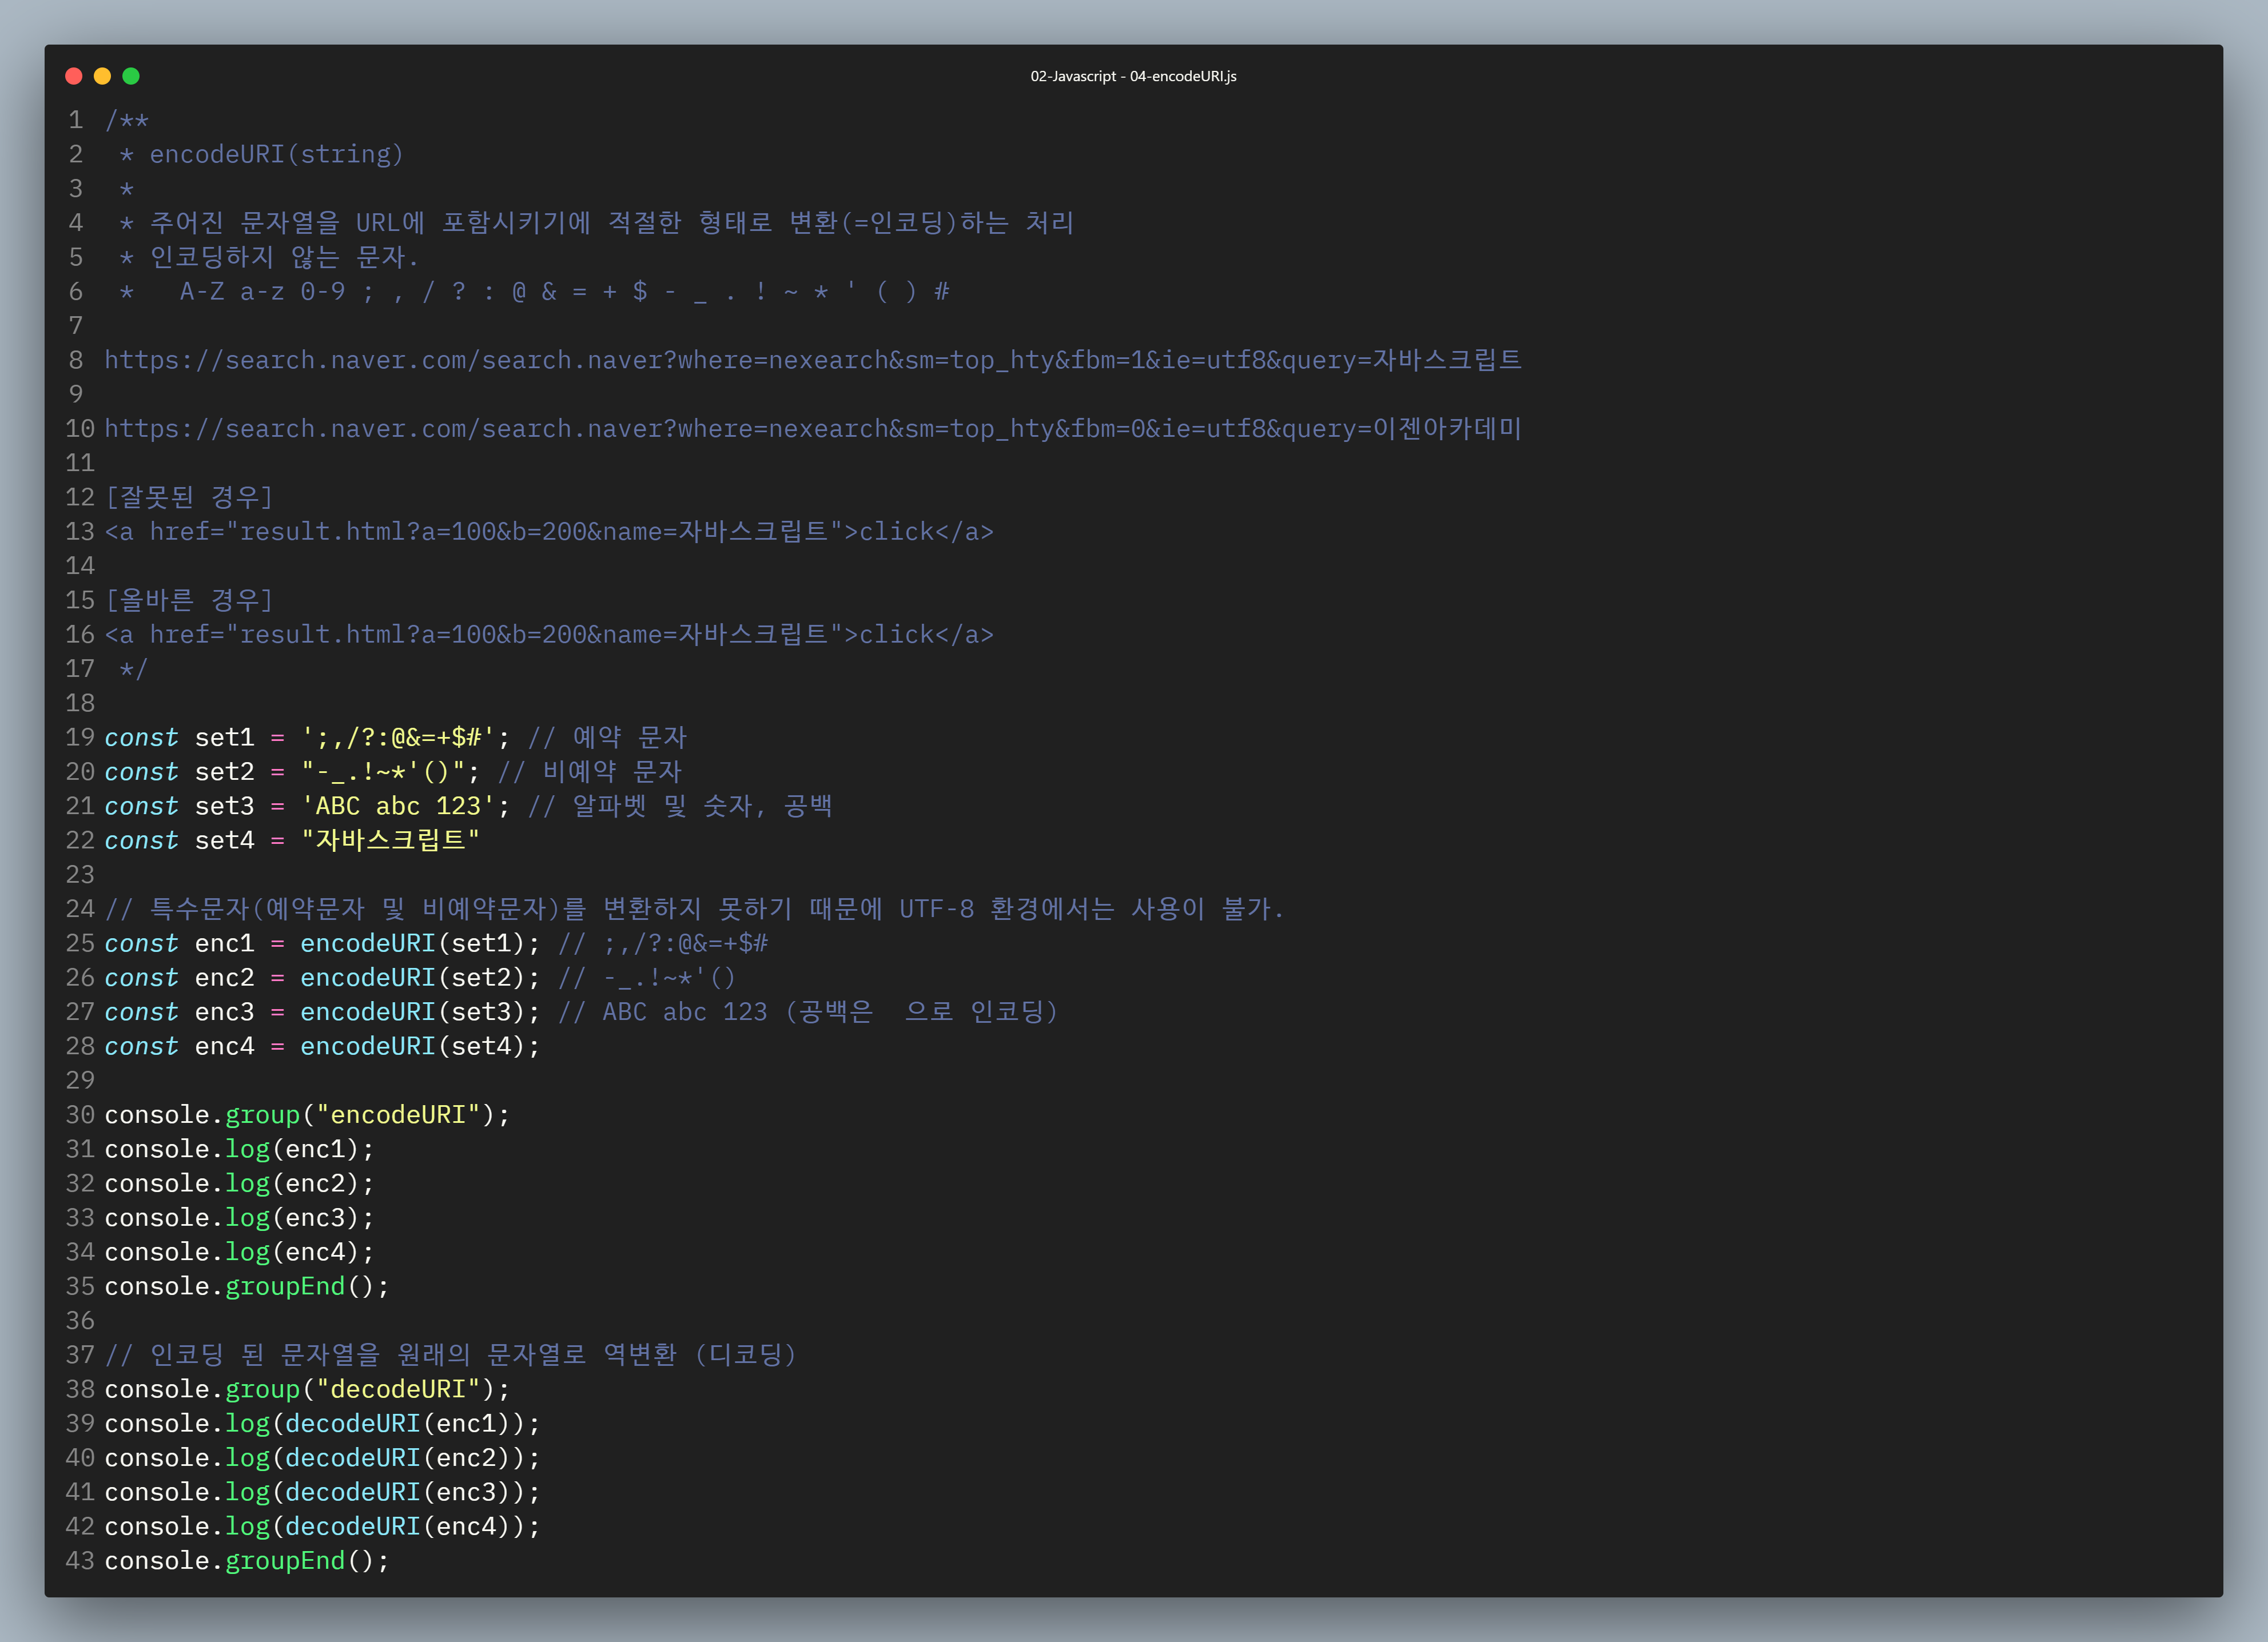 02-Javascript - 04-encodeURI.js
1 /**
2  * encodeURI(string)
3  *
4  * 주어진 문자열을 URL에 포함시키기에 적절한 형태로 변환(=인코딩)하는 처리
5  * 인코딩하지 않는 문자.
6  *   A-Z a-z 0-9 ; , / ? : @ & = + $ - _ . ! ~ * ' ( ) #
7
8 https://search.naver.com/search.naver?where=nexearch&sm=top_hty&fbm=1&ie=utf8&query=자바스크립트
9
10 https://search.naver.com/search.naver?where=nexearch&sm=top_hty&fbm=0&ie=utf8&query=이젠아카데미
11
12 [잘못된 경우]
13 <a href="result.html?a=100&b=200&name=자바스크립트">click</a>
14
15 [올바른 경우]
16 <a href="result.html?a=100&b=200&name=자바스크립트">click</a>
17  */
18
19 const set1 = ';,/?:@&=+$#'; // 예약 문자
20 const set2 = "-_.!~*'()"; // 비예약 문자
21 const set3 = 'ABC abc 123'; // 알파벳 및 숫자, 공백
22 const set4 = "자바스크립트"
23
24 // 특수문자(예약문자 및 비예약문자)를 변환하지 못하기 때문에 UTF-8 환경에서는 사용이 불가.
25 const enc1 = encodeURI(set1); // ;,/?:@&=+$#
26 const enc2 = encodeURI(set2); // -_.!~*'()
27 const enc3 = encodeURI(set3); // ABC abc 123 (공백은  으로 인코딩)
28 const enc4 = encodeURI(set4);
29
30 console.group("encodeURI");
31 console.log(enc1);
32 console.log(enc2);
33 console.log(enc3);
34 console.log(enc4);
35 console.groupEnd();
36
37 // 인코딩 된 문자열을 원래의 문자열로 역변환 (디코딩)
38 console.group("decodeURI");
39 console.log(decodeURI(enc1));
40 console.log(decodeURI(enc2));
41 console.log(decodeURI(enc3));
42 console.log(decodeURI(enc4));
43 console.groupEnd();